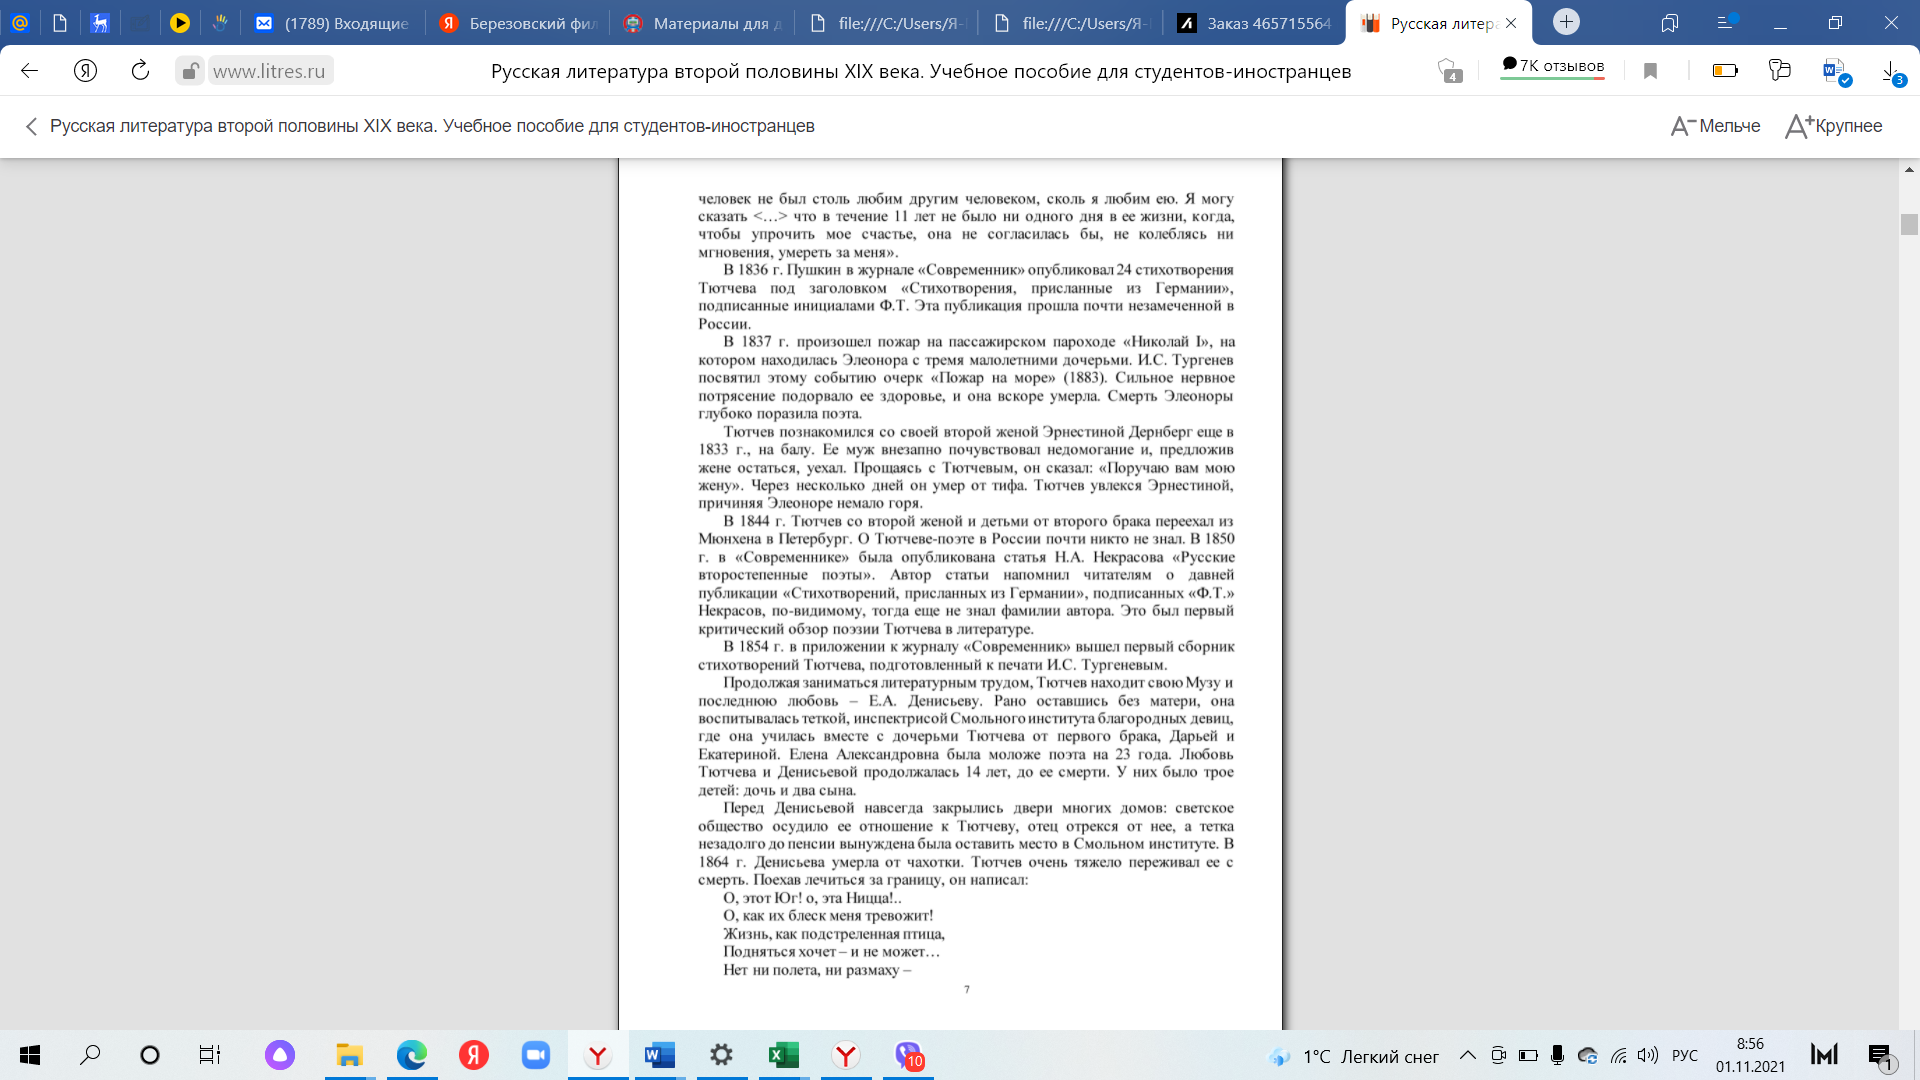 (1789) Входящие
Березовский фил
Материалы для д
file:///C:/Users/Я-
file:///C:/Users/Я-
Заказ 465715564
Русская литера
www.litres.ru
Русская литература второй половины XIX века. Учебное пособие для студентов-иностранцев
4
7K отзывов
3
Русская литература второй половины XIX века. Учебное пособие для студентов-иностранцев
A− Мельче
A+ Крупнее
человек не был столь любим другим человеком, сколь я любим ею. Я могу
сказать <…> что в течение 11 лет не было ни одного дня в ее жизни, когда,
чтобы упрочить мое счастье, она не согласилась бы, не колеблясь ни
мгновения, умереть за меня».
В 1836 г. Пушкин в журнале «Современник» опубликовал 24 стихотворения
Тютчева под заголовком «Стихотворения, присланные из Германии»,
подписанные инициалами Ф.Т. Эта публикация прошла почти незамеченной в
России.
В 1837 г. произошел пожар на пассажирском пароходе «Николай I», на
котором находилась Элеонора с тремя малолетними дочерьми. И.С. Тургенев
посвятил этому событию очерк «Пожар на море» (1883). Сильное нервное
потрясение подорвало ее здоровье, и она вскоре умерла. Смерть Элеоноры
глубоко поразила поэта.
Тютчев познакомился со своей второй женой Эрнестиной Дернберг еще в
1833 г., на балу. Ее муж внезапно почувствовал недомогание и, предложив
жене остаться, уехал. Прощаясь с Тютчевым, он сказал: «Поручаю вам мою
жену». Через несколько дней он умер от тифа. Тютчев увлекся Эрнестиной,
причиняя Элеоноре немало горя.
В 1844 г. Тютчев со второй женой и детьми от второго брака переехал из
Мюнхена в Петербург. О Тютчеве-поэте в России почти никто не знал. В 1850
г. в «Современнике» была опубликована статья Н.А. Некрасова «Русские
второстепенные поэты». Автор статьи напомнил читателям о давней
публикации «Стихотворений, присланных из Германии», подписанных «Ф.Т.»
Некрасов, по-видимому, тогда еще не знал фамилии автора. Это был первый
критический обзор поэзии Тютчева в литературе.
В 1854 г. в приложении к журналу «Современник» вышел первый сборник
стихотворений Тютчева, подготовленный к печати И.С. Тургеневым.
Продолжая заниматься литературным трудом, Тютчев находит свою Музу и
последнюю любовь – Е.А. Денисьеву. Рано оставшись без матери, она
воспитывалась теткой, инспектрисой Смольного института благородных девиц,
где она училась вместе с дочерьми Тютчева от первого брака, Дарьей и
Екатериной. Елена Александровна была моложе поэта на 23 года. Любовь
Тютчева и Денисьевой продолжалась 14 лет, до ее смерти. У них было трое
детей: дочь и два сына.
Перед Денисьевой навсегда закрылись двери многих домов: светское
общество осудило ее отношение к Тютчеву, отец отрекся от нее, а тетка
незадолго до пенсии вынуждена была оставить место в Смольном институте. В
1864 г. Денисьева умерла от чахотки. Тютчев очень тяжело переживал ее с
смерть. Поехав лечиться за границу, он написал:
О, этот Юг! о, эта Ницца!..
О, как их блеск меня тревожит!
Жизнь, как подстреленная птица,
Подняться хочет – и не может…
Нет ни полета, ни размаху –
7
10
1°C Легкий снег
РУС
8:56
01.11.2021
1